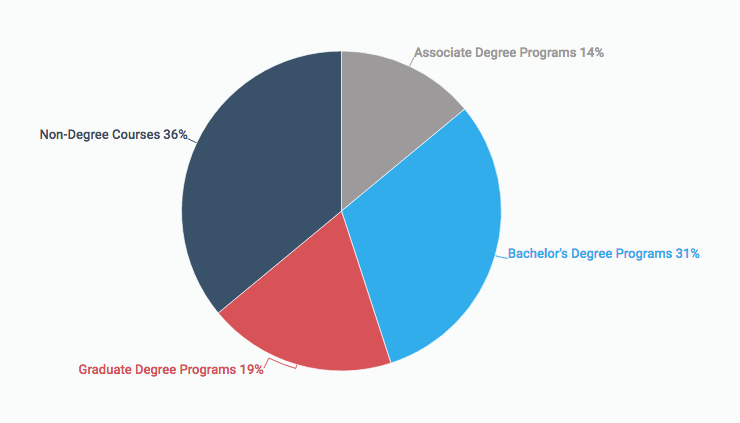 Associate Degree Programs 14%
Non-Degree Courses 36%
Bachelor's Degree Programs 31%
Graduate Degree Programs 19%